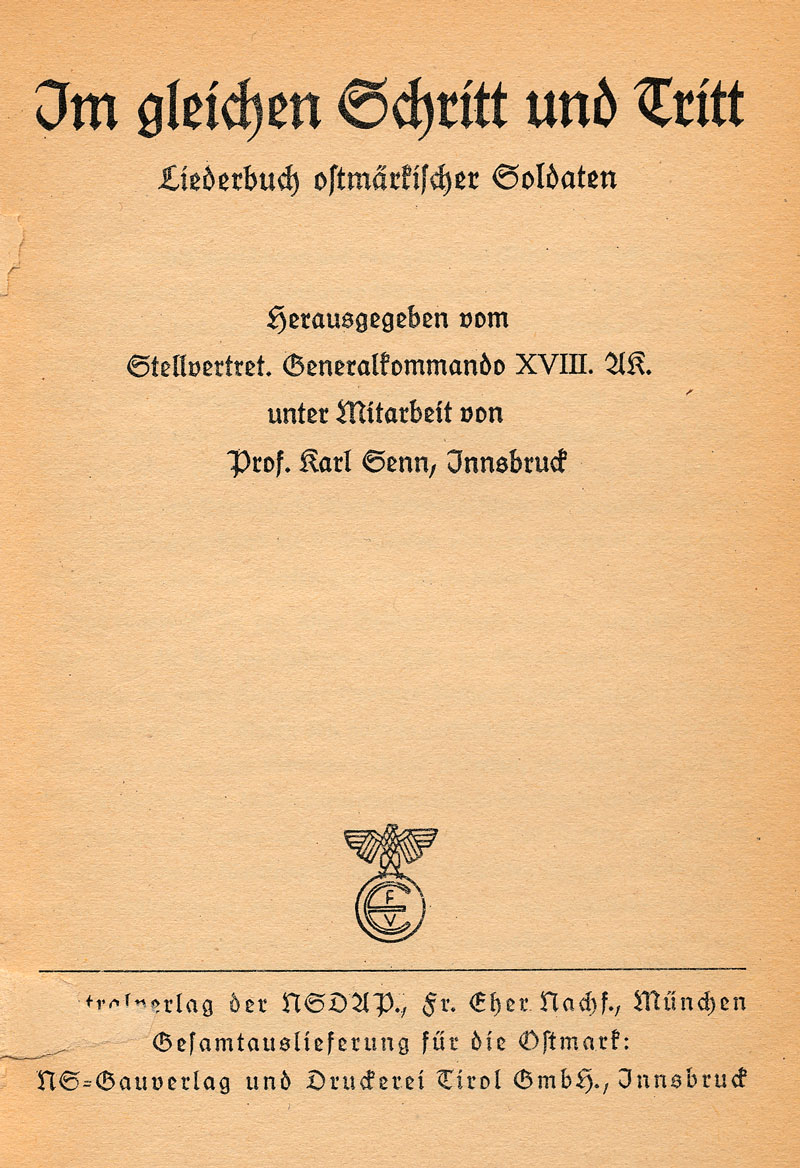 Im gleichen Schritt und Tritt
Liederbuch ostmärkischer Soldaten
Herausgegeben vom
Stellvertret. Generalkommando XVIII. AK.
unter Mitarbeit von
Prof. Karl Senn, Innsbruck
F
E
V
der NSDAP., Fr. Eher Nachf., München
Gesamtauslieferung für die Ostmark:
NS-Gauverlag und Druckerei Tirol GmbH., Innsbruck